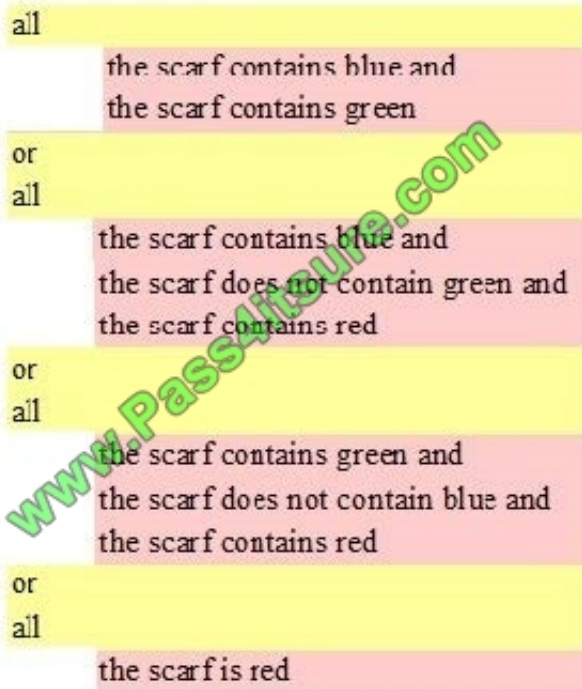 all
the scarf contains blue and
the scarf contains green
or
all
the scarf contains blue and
the scarf does not contain green and
the scarf contains red
or
all
the scarf contains green and
the scarf does not contain blue and
the scarf contains red
or
all
the scarf is red
www.Pass4itsure.com